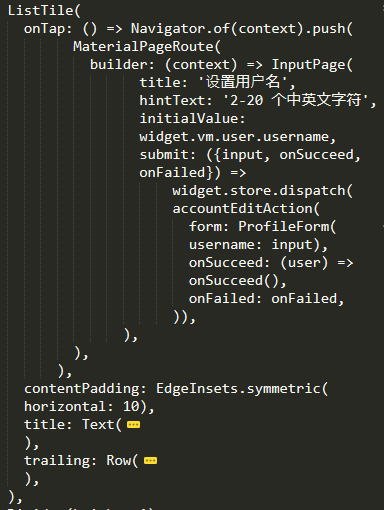 ListTile(
onTap: () => Navigator.of(context).push(
MaterialPageRoute(
builder: (context) => InputPage(
title: '设置用户名',
hintText: '2-20 个中英文字符',
initialValue:
widget.vm.user.username,
submit: ({input, onSucceed,
onFailed}) =>
widget.store.dispatch(
accountEditAction(
form: ProfileForm(
username: input),
onSucceed: (user) =>
onSucceed(),
onFailed: onFailed,
)),
),
),
),
contentPadding: EdgeInsets.symmetric(
horizontal: 10),
title: Text(
),
trailing: Row(
),
),